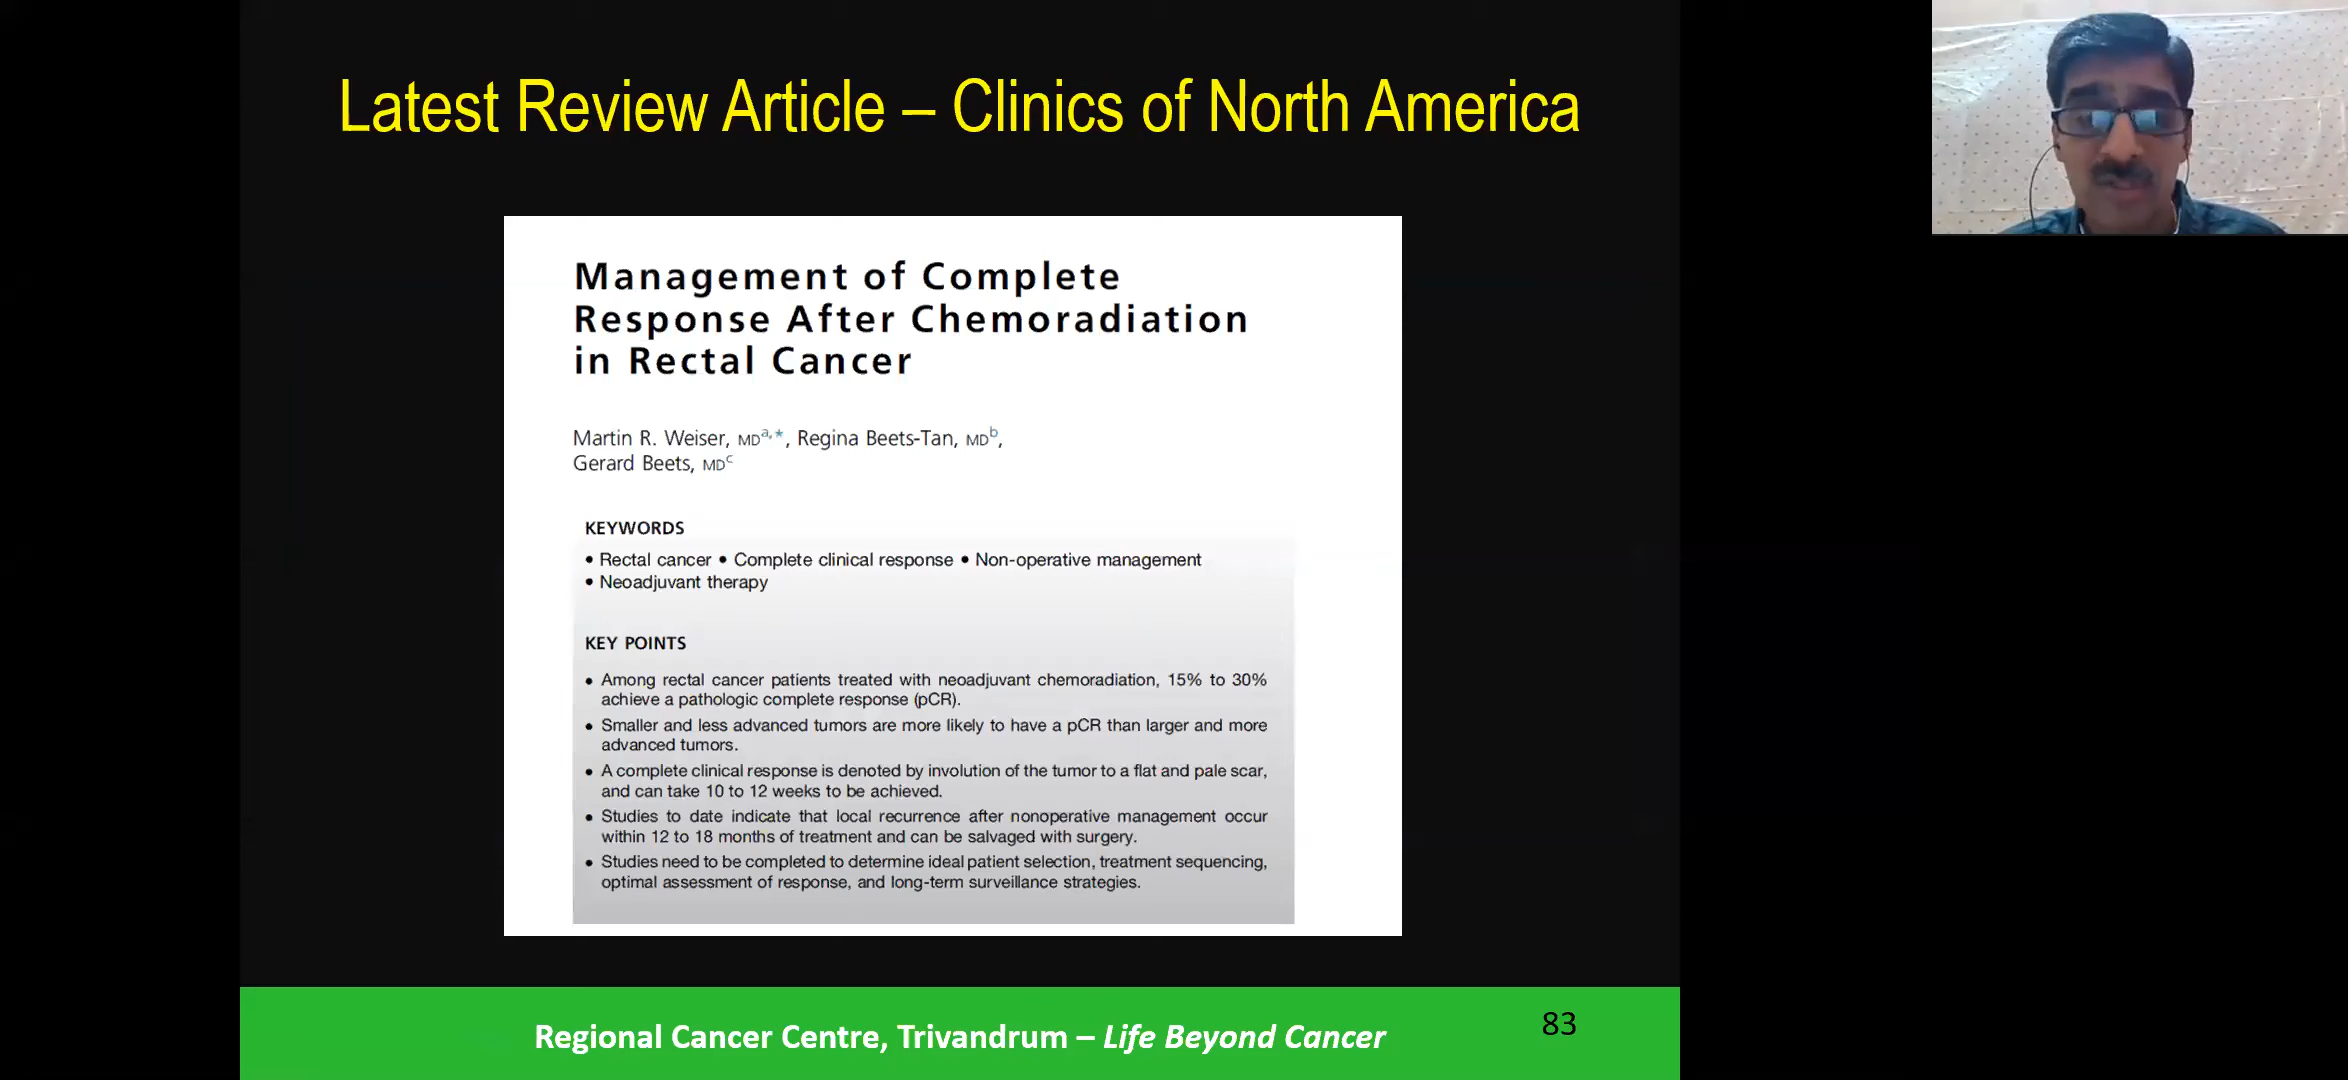 Latest Review Article – Clinics of North America
Management of Complete
Response After Chemoradiation
in Rectal Cancer
Martin R. Weiser, MDa,*, Regina Beets-Tan, MDb,
Gerard Beets, MDc
KEYWORDS
• Rectal cancer • Complete clinical response • Non-operative management
• Neoadjuvant therapy
KEY POINTS
• Among rectal cancer patients treated with neoadjuvant chemoradiation, 15% to 30%
achieve a pathologic complete response (pCR).
• Smaller and less advanced tumors are more likely to have a pCR than larger and more
advanced tumors.
• A complete clinical response is denoted by involution of the tumor to a flat and pale scar,
and can take 10 to 12 weeks to be achieved.
• Studies to date indicate that local recurrence after nonoperative management occur
within 12 to 18 months of treatment and can be salvaged with surgery.
• Studies need to be completed to determine ideal patient selection, treatment sequencing,
optimal assessment of response, and long-term surveillance strategies.
Regional Cancer Centre, Trivandrum – Life Beyond Cancer
83